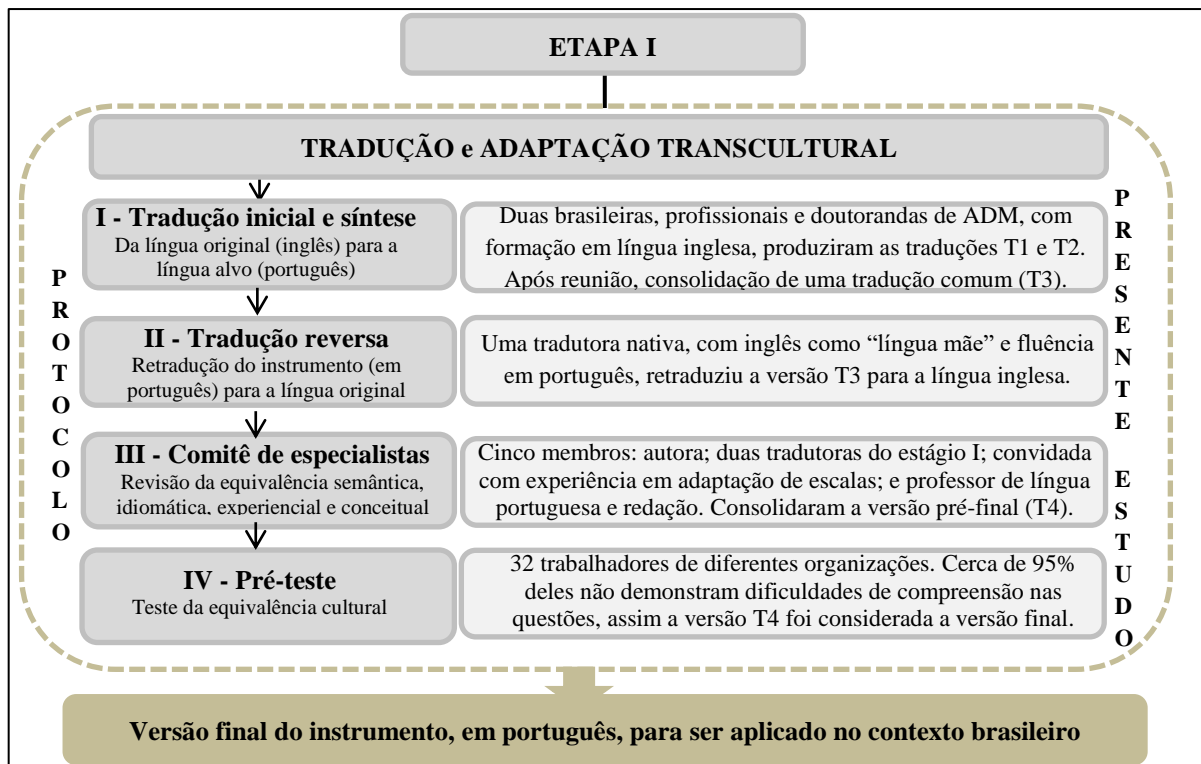 ETAPA I
TRADUÇÃO e ADAPTAÇÃO TRANSCULTURAL
PROTOCOLO
I - Tradução inicial e síntese
Da língua original (inglês) para a
língua alvo (português)
Duas brasileiras, profissionais e doutorandas de ADM, com
formação em língua inglesa, produziram as traduções T1 e T2.
Após reunião, consolidação de uma tradução comum (T3).
II - Tradução reversa
Retradução do instrumento (em
português) para a língua original
Uma tradutora nativa, com inglês como “língua mãe” e fluência
em português, retraduziu a versão T3 para a língua inglesa.
III - Comitê de especialistas
Revisão da equivalência semântica,
idiomática, experiencial e conceitual
Cinco membros: autora; duas tradutoras do estágio I; convidada
com experiência em adaptação de escalas; e professor de língua
portuguesa e redação. Consolidaram a versão pré-final (T4).
IV - Pré-teste
Teste da equivalência cultural
32 trabalhadores de diferentes organizações. Cerca de 95%
deles não demonstram dificuldades de compreensão nas
questões, assim a versão T4 foi considerada a versão final.
PRESENTE ESTUDO
Versão final do instrumento, em português, para ser aplicado no contexto brasileiro